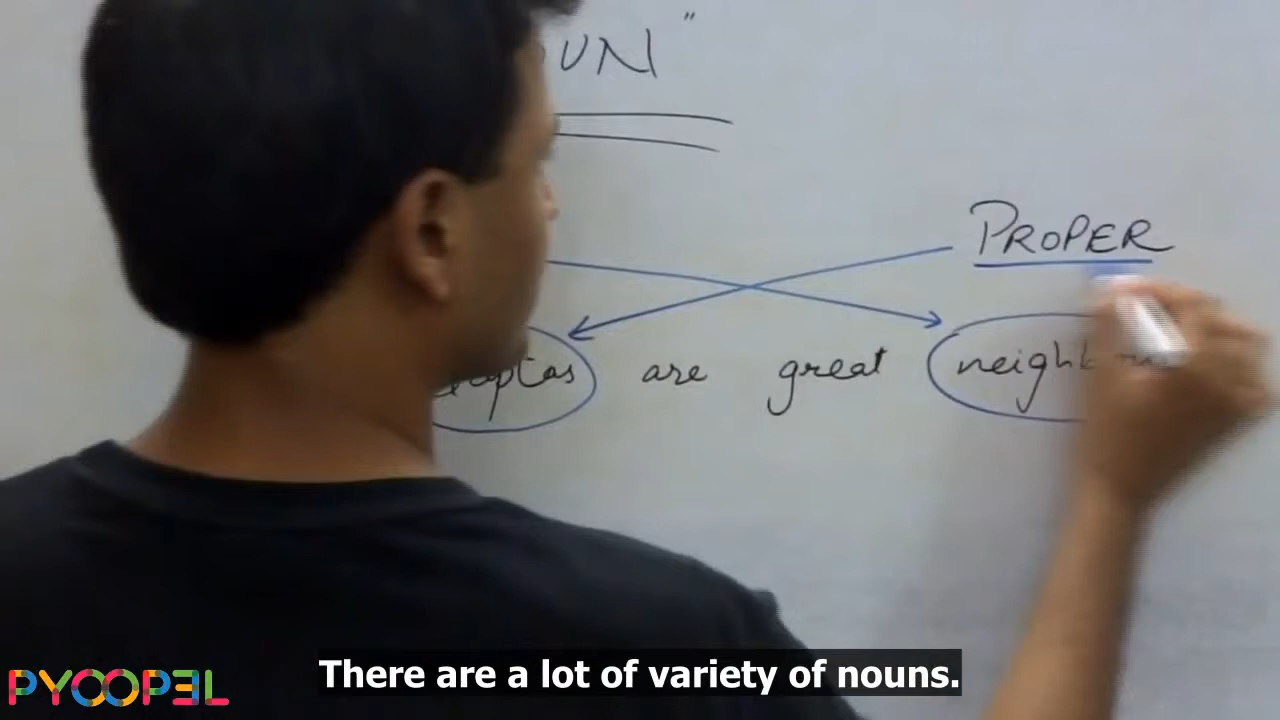 UN"
PROPER
are great
There are a lot of variety of nouns.
PYOOPEL